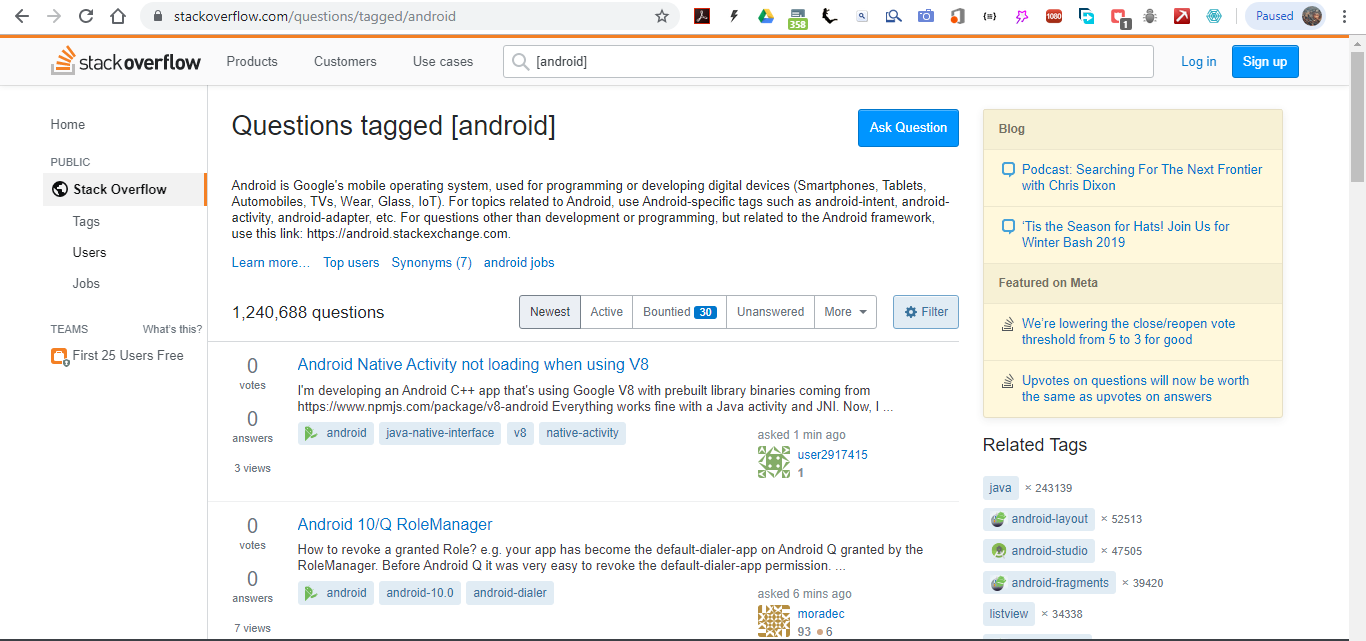 stackoverflow.com/questions/tagged/android
358
1080
1
Paused
stackoverflow
Products
Customers
Use cases
[android]
Log in
Sign up
Home
PUBLIC
Stack Overflow
Tags
Users
Jobs
TEAMS
What's this?
First 25 Users Free
Questions tagged [android]
Ask Question
Android is Google's mobile operating system, used for programming or developing digital devices (Smartphones, Tablets,
Automobiles, TVs, Wear, Glass, IoT). For topics related to Android, use Android-specific tags such as android-intent, android-
activity, android-adapter, etc. For questions other than development or programming, but related to the Android framework,
use this link: https://android.stackexchange.com.
Learn more… Top users Synonyms (7) android jobs
1,240,688 questions
Newest
Active
Bountied 30
Unanswered
More
Filter
0
votes
0
answers
3 views
Android Native Activity not loading when using V8
I'm developing an Android C++ app that's using Google V8 with prebuilt library binaries coming from
https://www.npmjs.com/package/v8-android Everything works fine with a Java activity and JNI. Now, I ...
android
java-native-interface
v8
native-activity
asked 1 min ago
user2917415
1
0
votes
0
answers
7 views
Android 10/Q RoleManager
How to revoke a granted Role? e.g. your app has become the default-dialer-app on Android Q granted by the
RoleManager. Before Android Q it was very easy to revoke the default-dialer-app permission. ...
android
android-10.0
android-dialer
asked 6 mins ago
moradec
93 ● 6
Blog
Podcast: Searching For The Next Frontier
with Chris Dixon
'Tis the Season for Hats! Join Us for
Winter Bash 2019
Featured on Meta
We're lowering the close/reopen vote
threshold from 5 to 3 for good
Upvotes on questions will now be worth
the same as upvotes on answers
Related Tags
java × 243139
android-layout × 52513
android-studio × 47505
android-fragments × 39420
listview × 34338